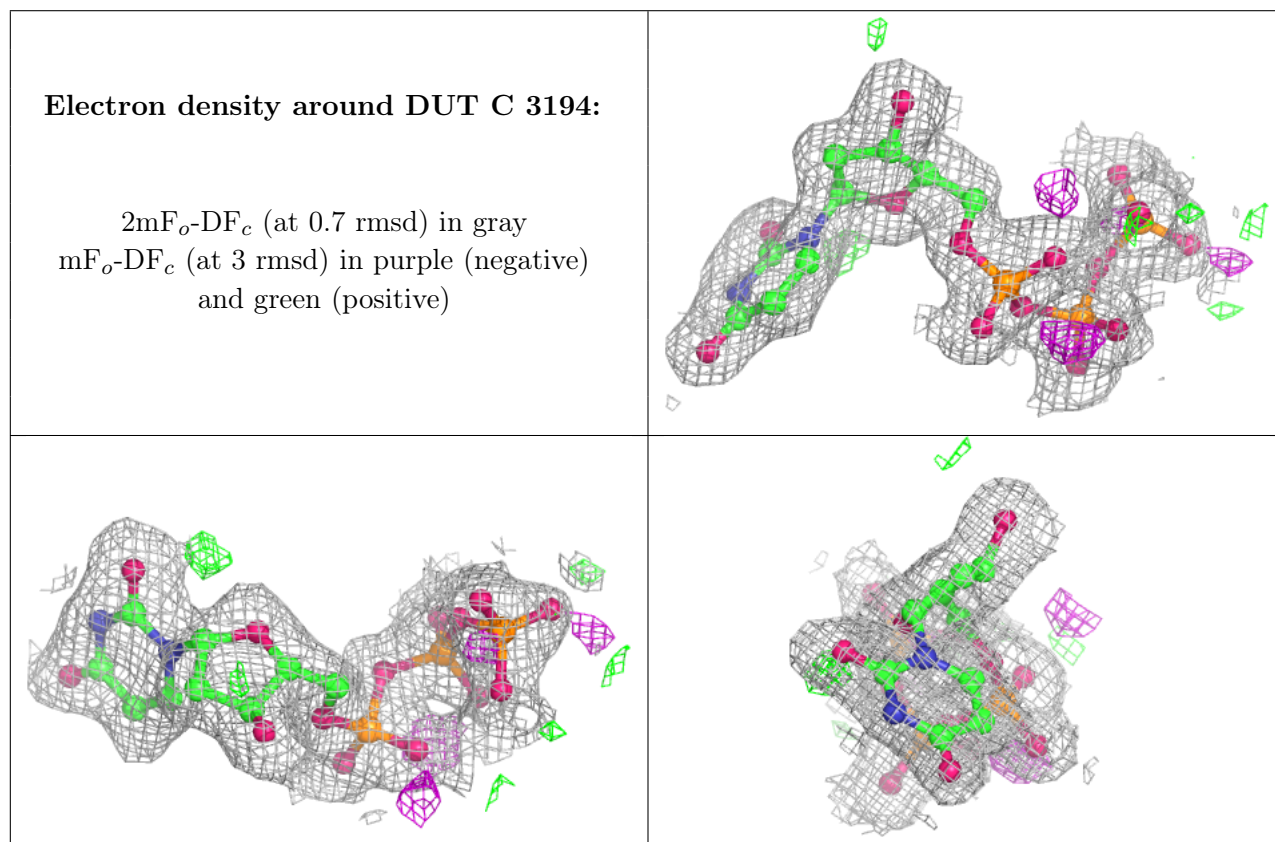 Electron density around DUT C 3194:
2mFo-DFc (at 0.7 rmsd) in gray
mFo-DFc (at 3 rmsd) in purple (negative)
and green (positive)